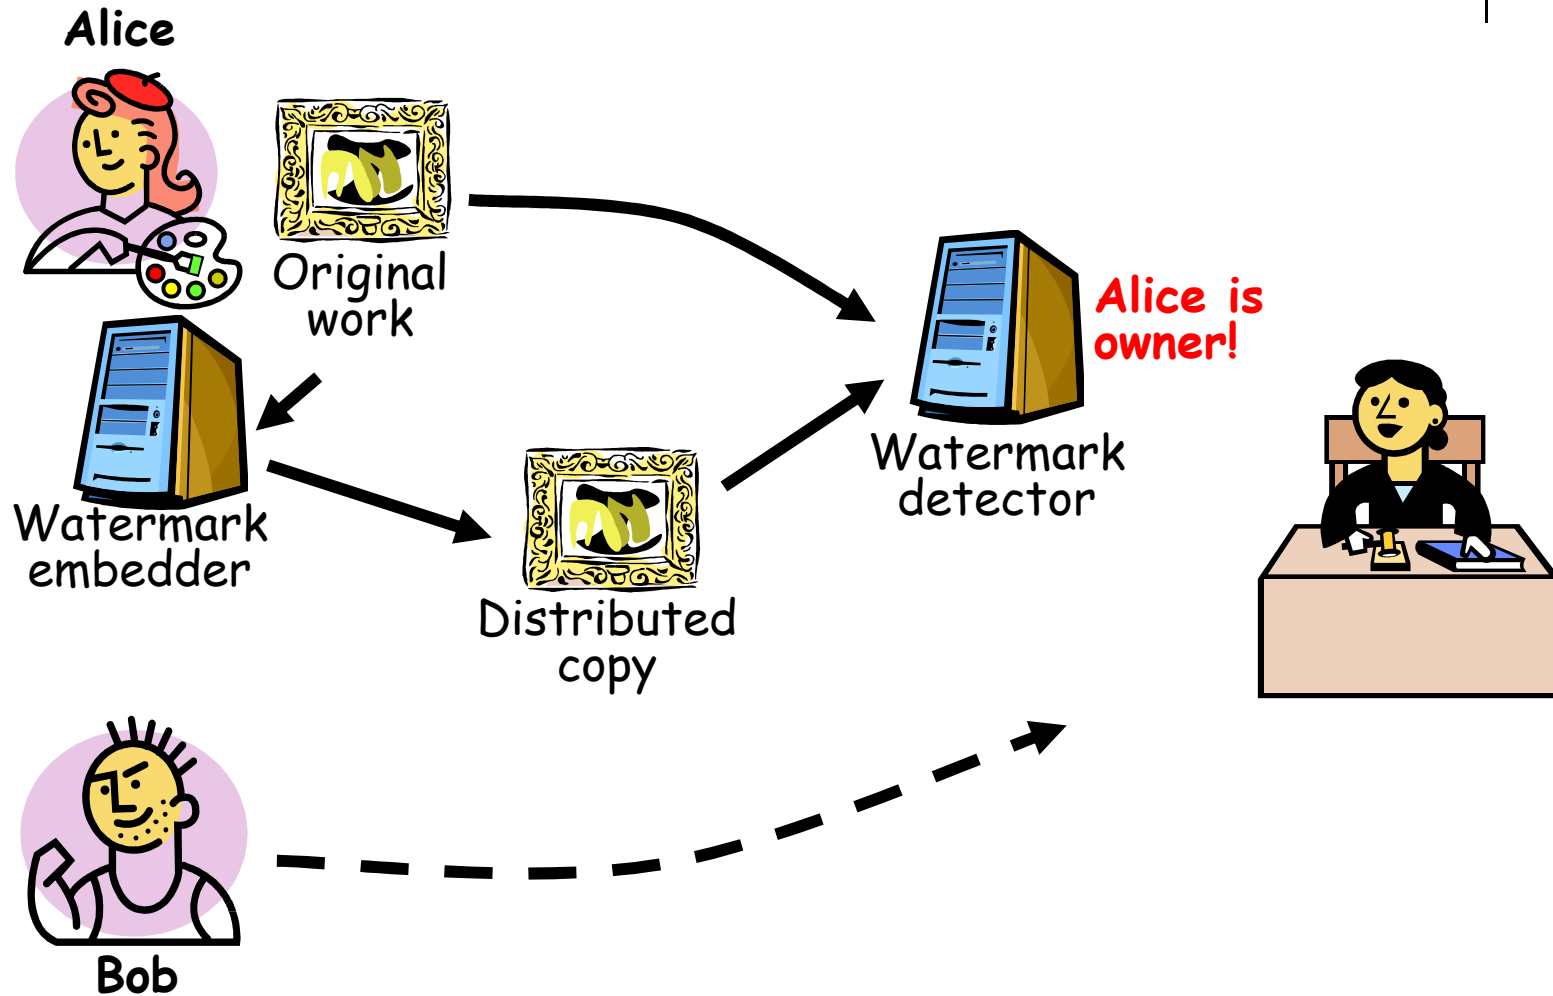 Alice
Original
work
Alice is
owner!
Watermark
detector
Watermark
embedder
Distributed
copy
Bob